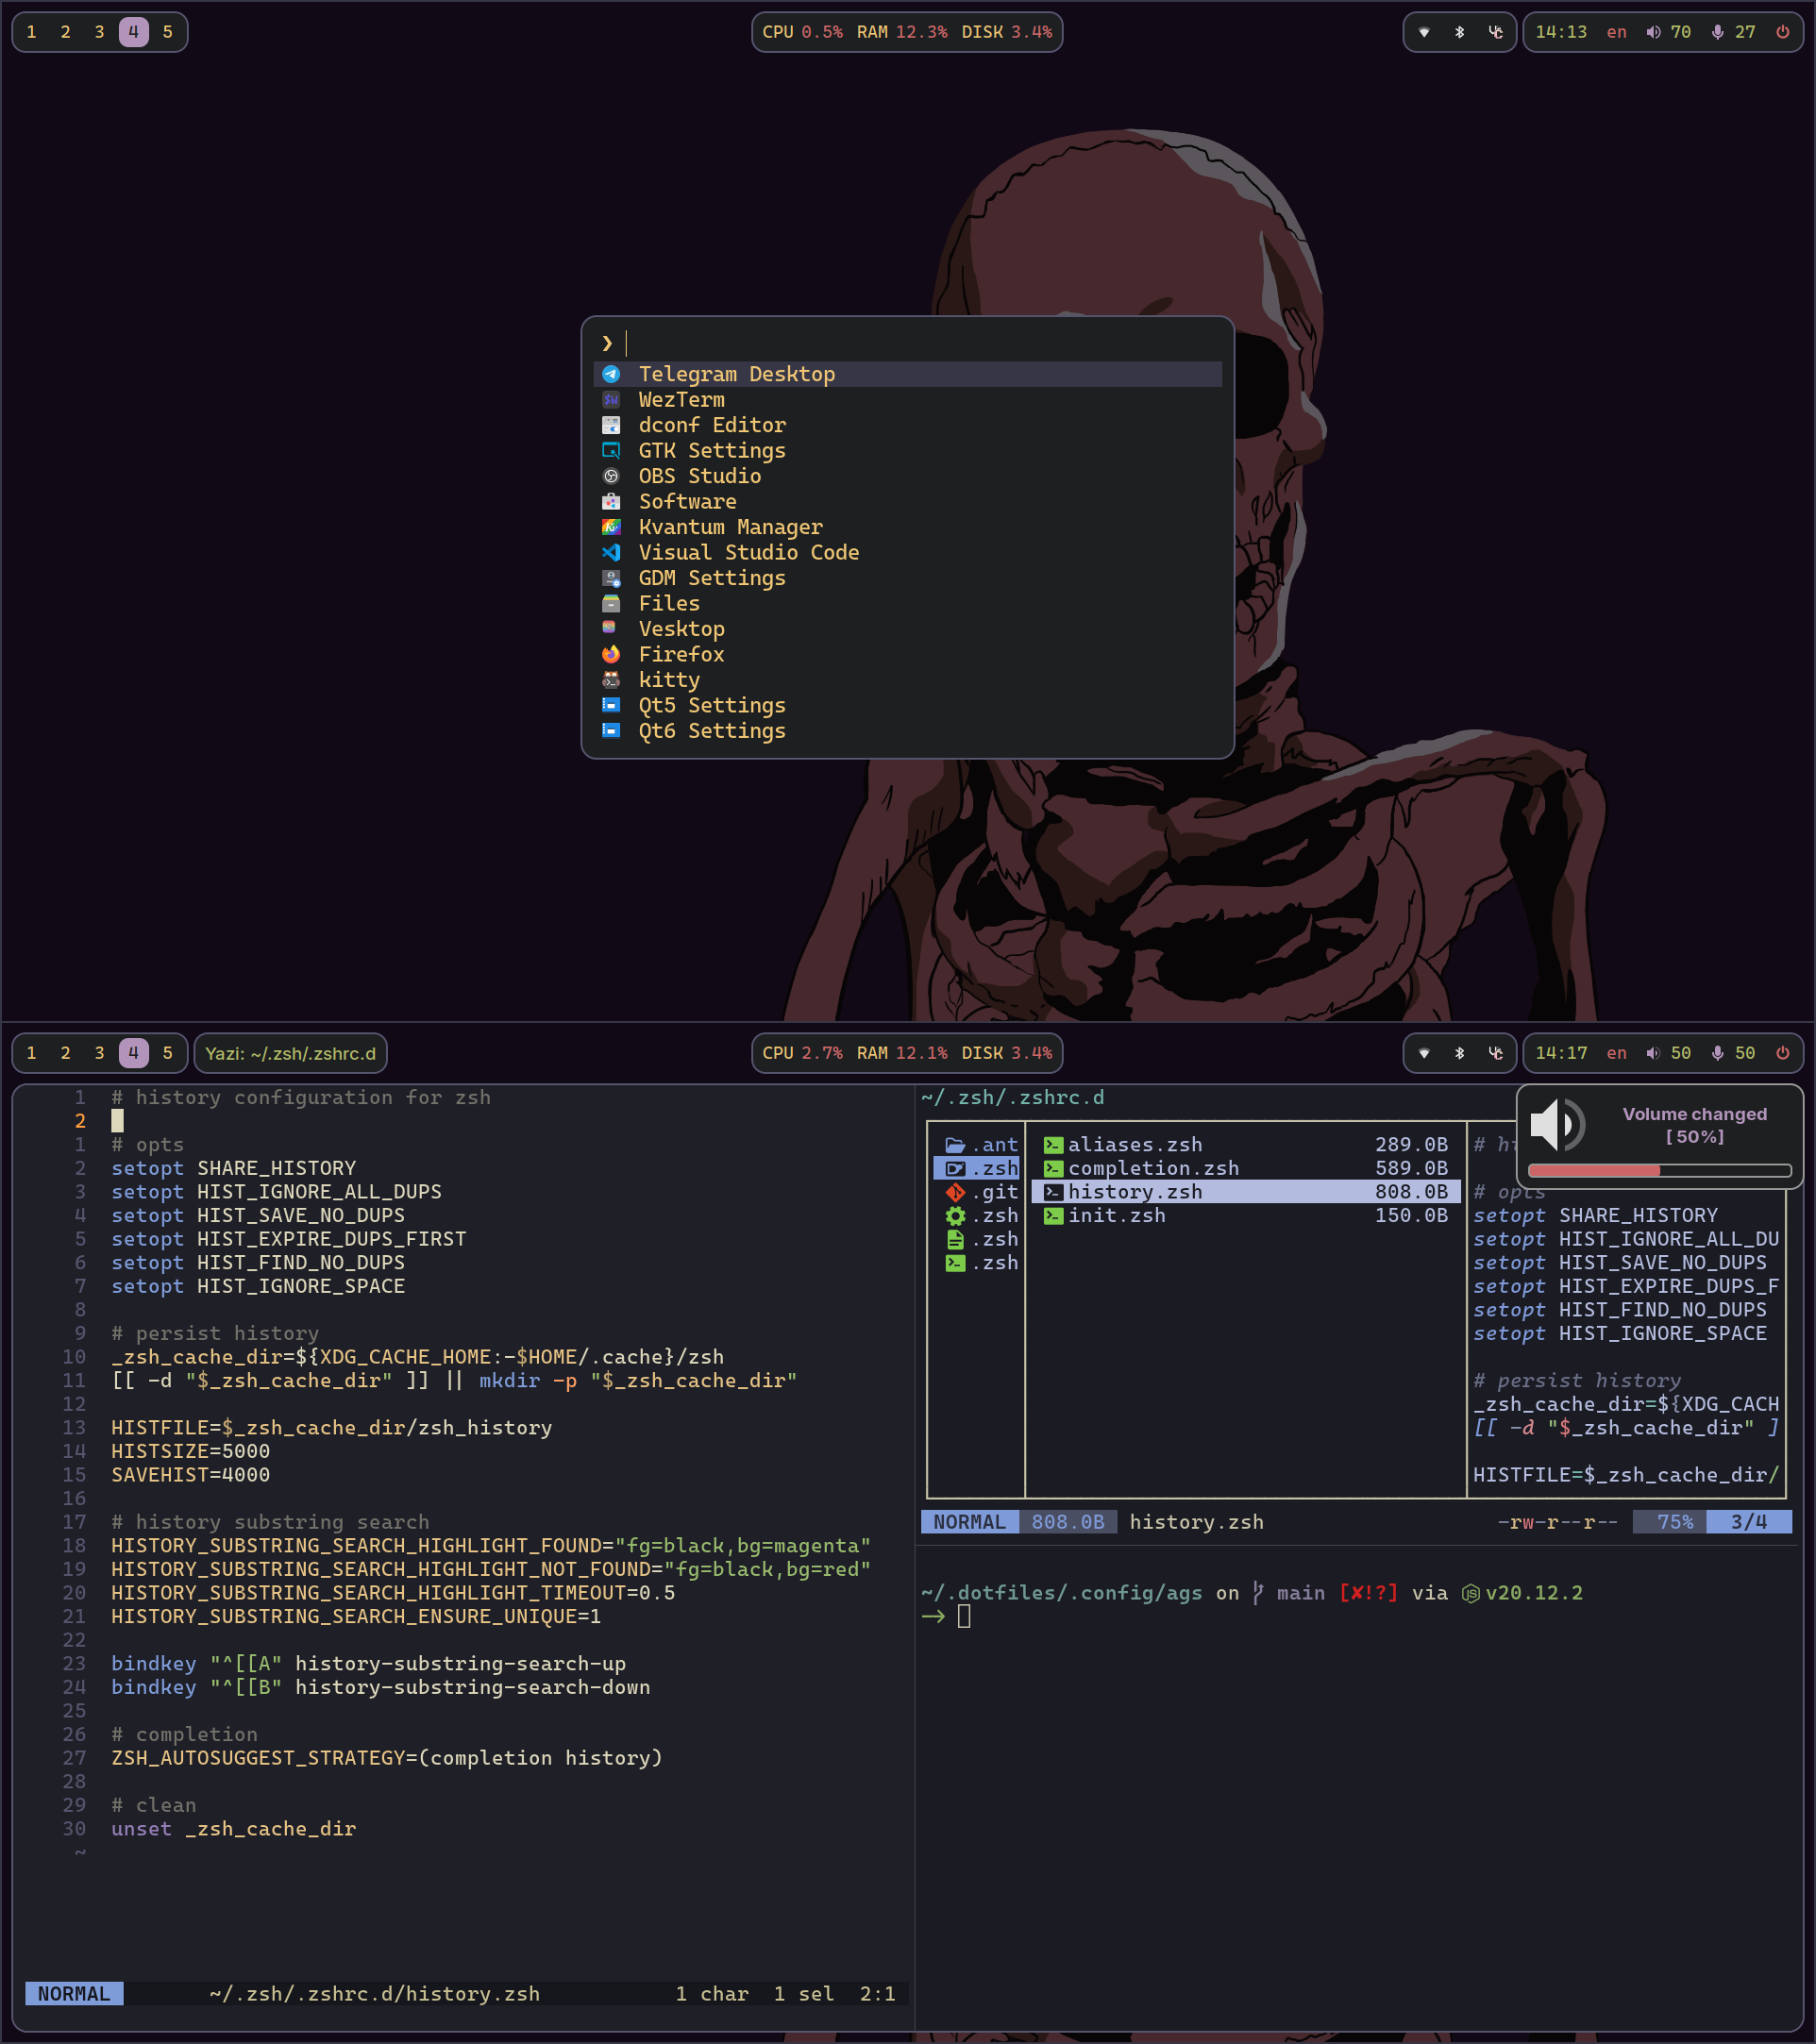 1 2 3 4 5
CPU 0.5% RAM 12.3% DISK 3.4%
14:13 en 70 27
❯
Telegram Desktop
WezTerm
dconf Editor
GTK Settings
OBS Studio
Software
Kvantum Manager
Visual Studio Code
GDM Settings
Files
Vesktop
Firefox
kitty
Qt5 Settings
Qt6 Settings
1 2 3 4 5
Yazi: ~/.zsh/.zshrc.d
CPU 2.7% RAM 12.1% DISK 3.4%
14:17 en 50 50
1 # history configuration for zsh
2
1 # opts
2 setopt SHARE_HISTORY
3 setopt HIST_IGNORE_ALL_DUPS
4 setopt HIST_SAVE_NO_DUPS
5 setopt HIST_EXPIRE_DUPS_FIRST
6 setopt HIST_FIND_NO_DUPS
7 setopt HIST_IGNORE_SPACE
8
9 # persist history
10 _zsh_cache_dir=${XDG_CACHE_HOME:-$HOME/.cache}/zsh
11 [[ -d "$_zsh_cache_dir" ]] || mkdir -p "$_zsh_cache_dir"
12
13 HISTFILE=$_zsh_cache_dir/zsh_history
14 HISTSIZE=5000
15 SAVEHIST=4000
16
17 # history substring search
18 HISTORY_SUBSTRING_SEARCH_HIGHLIGHT_FOUND="fg=black,bg=magenta"
19 HISTORY_SUBSTRING_SEARCH_HIGHLIGHT_NOT_FOUND="fg=black,bg=red"
20 HISTORY_SUBSTRING_SEARCH_HIGHLIGHT_TIMEOUT=0.5
21 HISTORY_SUBSTRING_SEARCH_ENSURE_UNIQUE=1
22
23 bindkey "^[[A" history-substring-search-up
24 bindkey "^[[B" history-substring-search-down
25
26 # completion
27 ZSH_AUTOSUGGEST_STRATEGY=(completion history)
28
29 # clean
30 unset _zsh_cache_dir
~
NORMAL ~/.zsh/.zshrc.d/history.zsh 1 char 1 sel 2:1
~/.zsh/.zshrc.d
.ant
.zsh
.git
.zsh
.zsh
.zsh
aliases.zsh 289.0B
completion.zsh 589.0B
history.zsh 808.0B
init.zsh 150.0B
# hi
# opts
setopt SHARE_HISTORY
setopt HIST_IGNORE_ALL_DU
setopt HIST_SAVE_NO_DUPS
setopt HIST_EXPIRE_DUPS_F
setopt HIST_FIND_NO_DUPS
setopt HIST_IGNORE_SPACE
# persist history
_zsh_cache_dir=${XDG_CACH
[[ -d "$_zsh_cache_dir" ]
HISTFILE=$_zsh_cache_dir/
Volume changed
[ 50%]
NORMAL 808.0B history.zsh -rw-r--r-- 75% 3/4
~/.dotfiles/.config/ags on main [✘!?] via v20.12.2
→